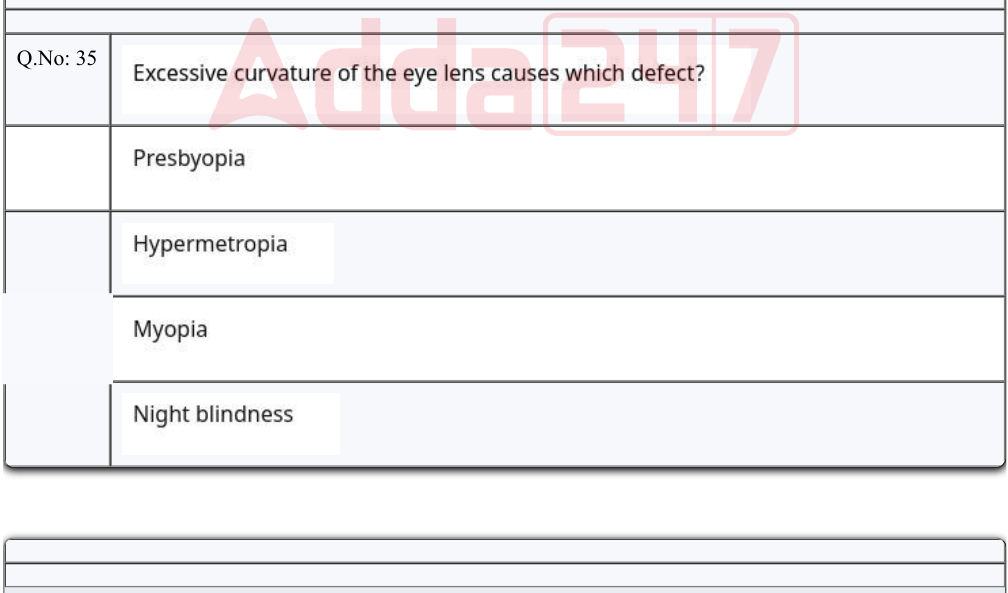 Adda247
Q.No: 35
Excessive curvature of the eye lens causes which defect?
Presbyopia
Hypermetropia
Myopia
Night blindness